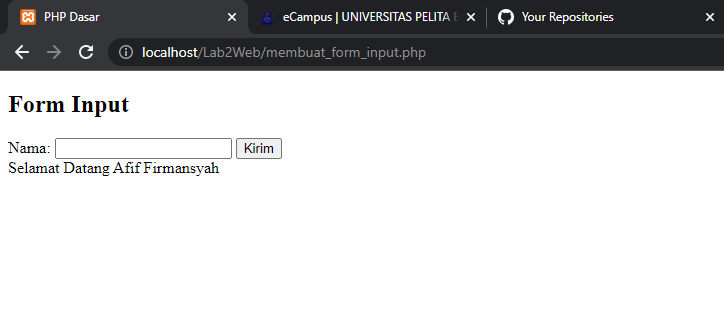 PHP Dasar
eCampus | UNIVERSITAS PELITA
Your Repositories
localhost/Lab2Web/membuat_form_input.php
Form Input
Nama: Kirim
Selamat Datang Afif Firmansyah